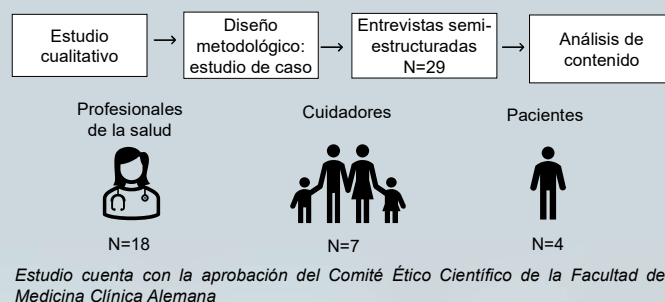 Estudio
cualitativo
Diseño
metodológico:
estudio de caso
Entrevistas semi-
estructuradas
N=29
Análisis de
contenido
Profesionales
de la salud
Cuidadores
Pacientes
N=18
N=7
N=4
Estudio cuenta con la aprobación del Comité Ético Científico de la Facultad de
Medicina Clínica Alemana